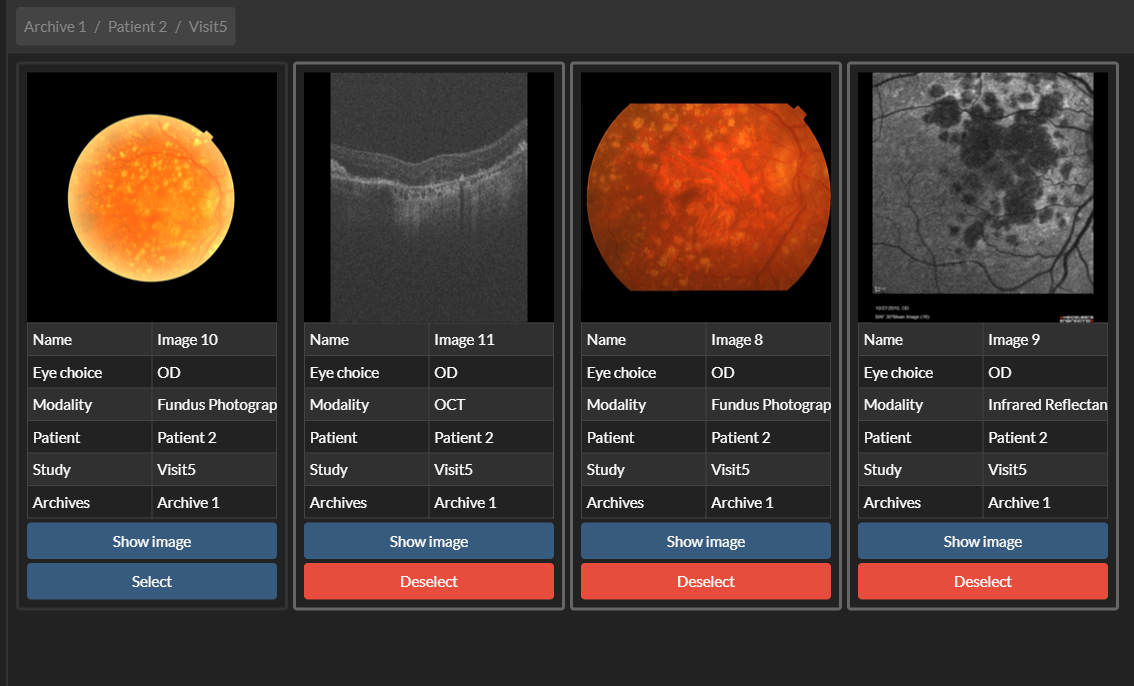 Archive 1 / Patient 2 / Visit5
Name Image 10
Eye choice OD
Modality Fundus Photograp
Patient Patient 2
Study Visit5
Archives Archive 1
Show image
Select
Name Image 11
Eye choice OD
Modality OCT
Patient Patient 2
Study Visit5
Archives Archive 1
Show image
Deselect
Name Image 8
Eye choice OD
Modality Fundus Photograp
Patient Patient 2
Study Visit5
Archives Archive 1
Show image
Deselect
Name Image 9
Eye choice OD
Modality Infrared Reflectan
Patient Patient 2
Study Visit5
Archives Archive 1
Show image
Deselect